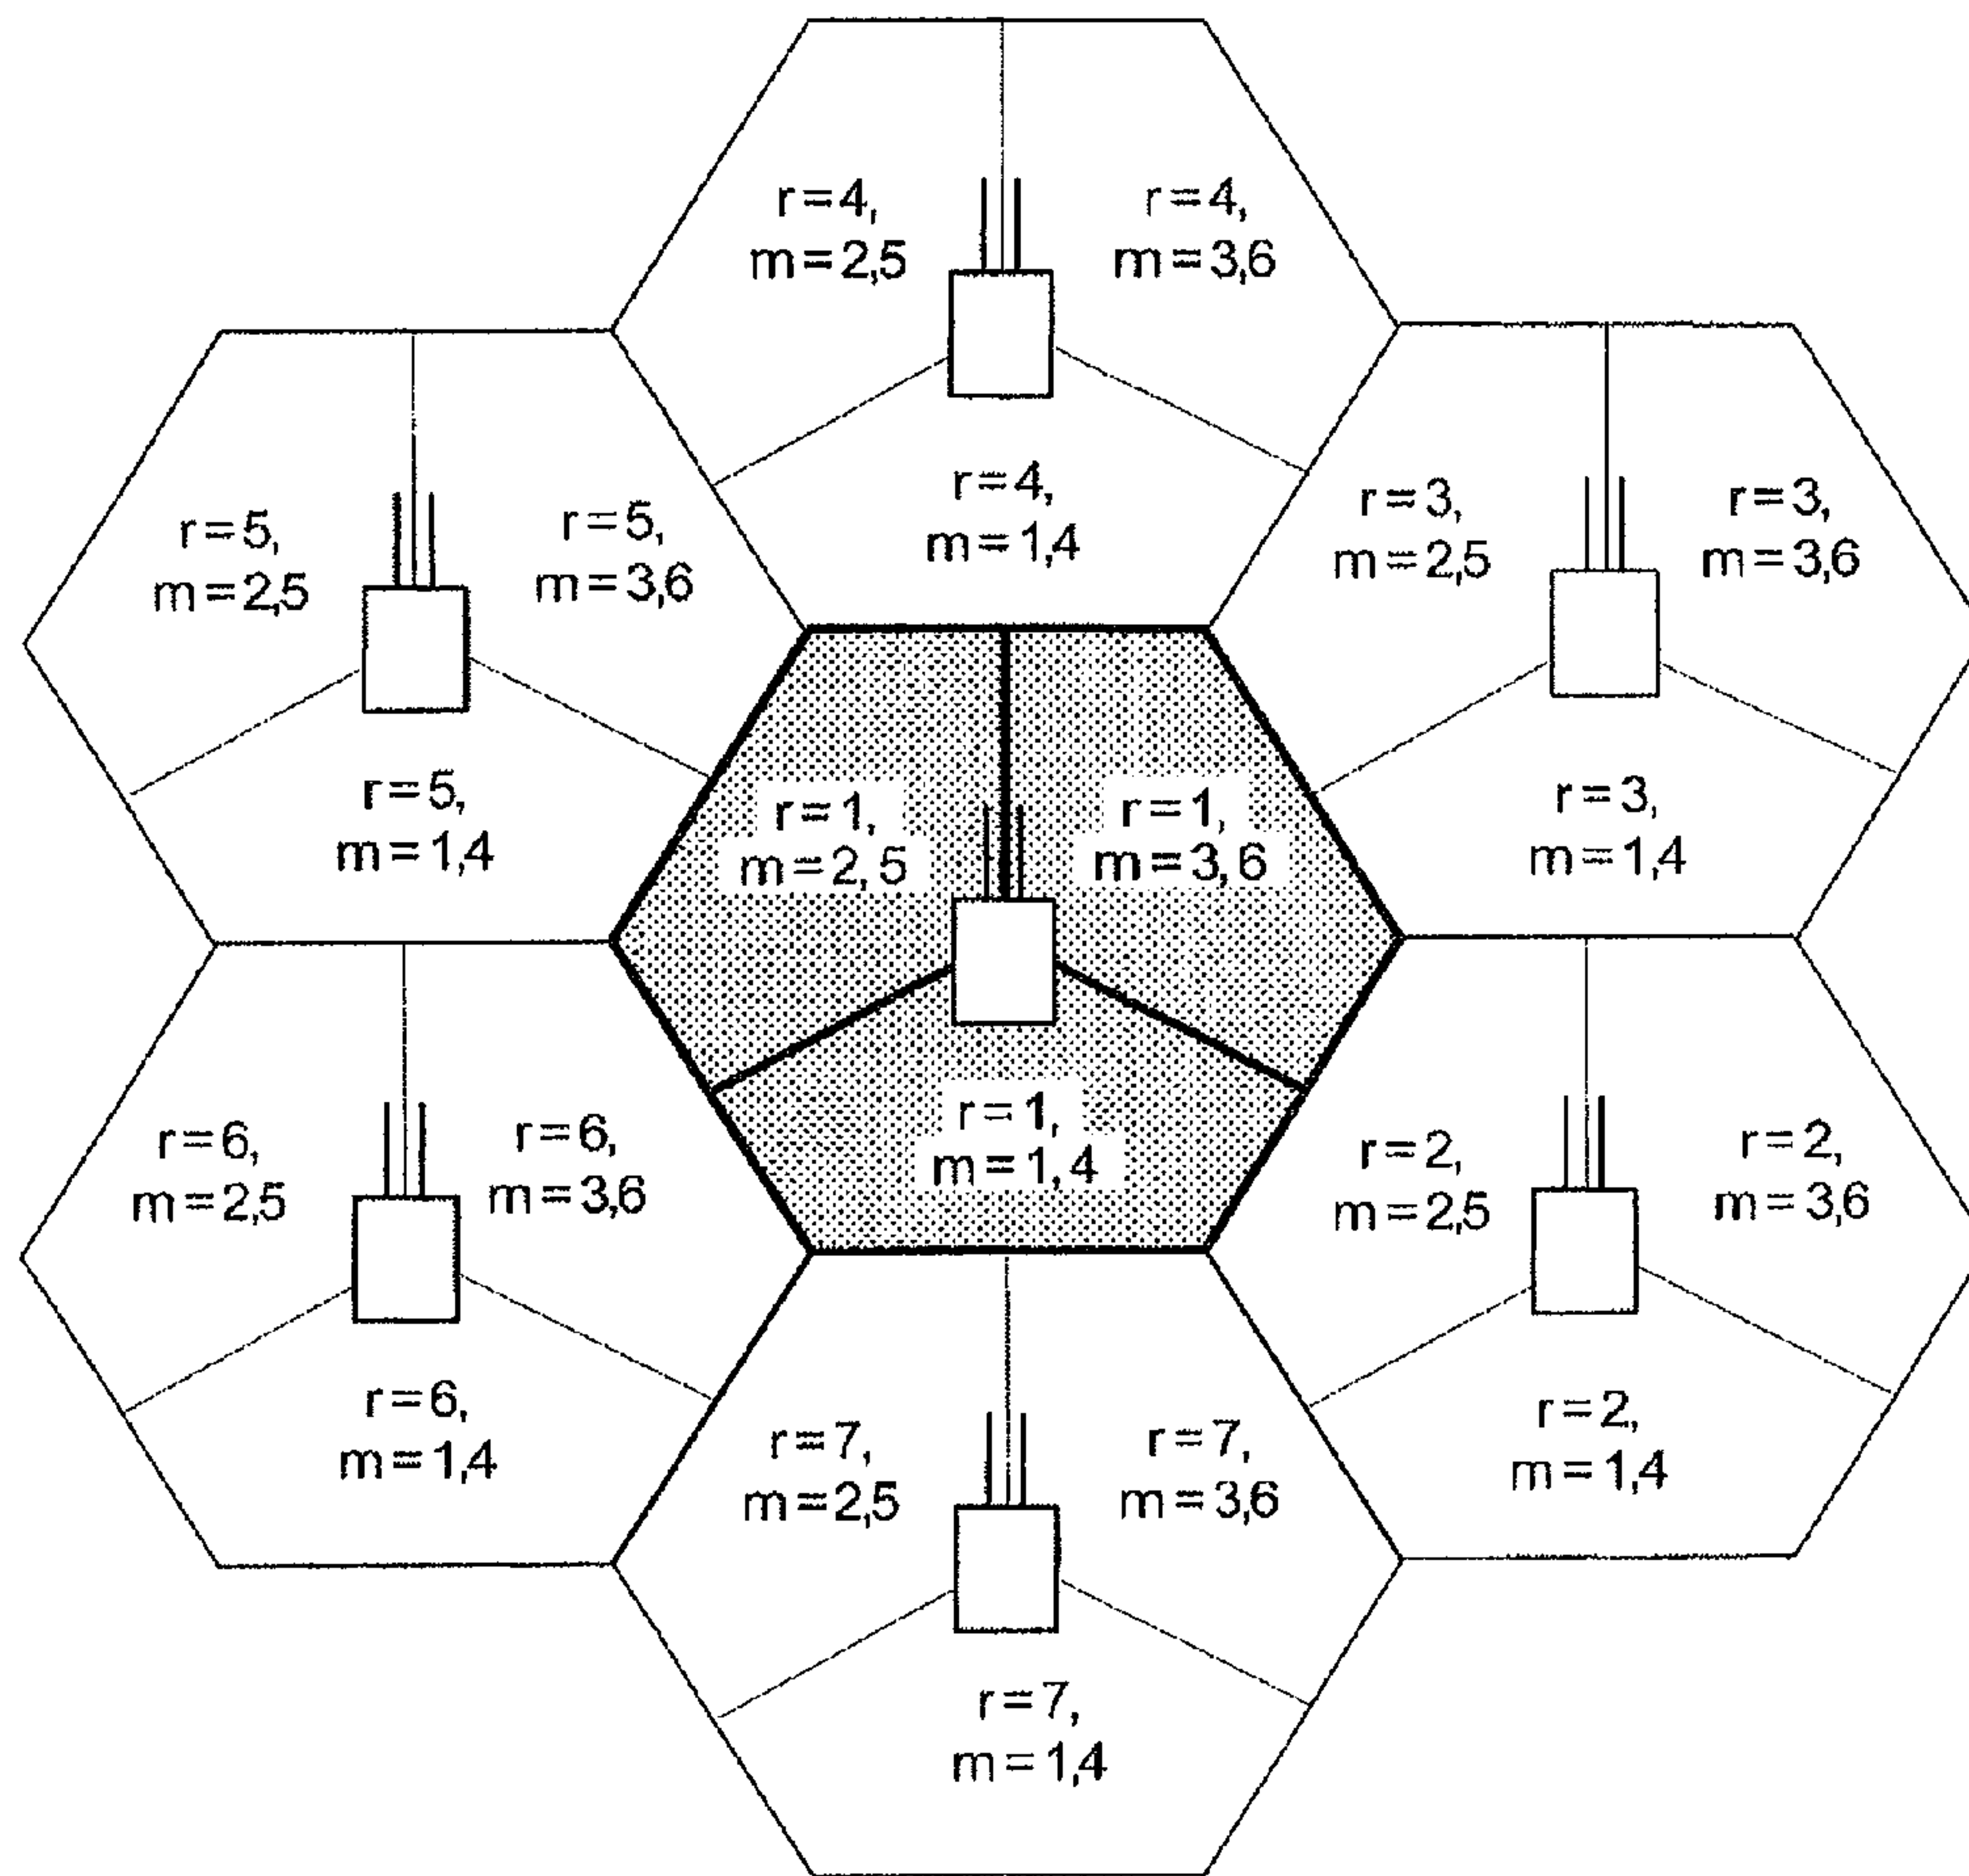 r=4,
m=2,5
r=4,
m=3,6
r=4,
m=1,4
r=5,
m=2,5
r=5,
m=3,6
r=5,
m=1,4
r=3,
m=2,5
r=3,
m=3,6
r=3,
m=1,4
r=1,
m=2, 5
r=1,
m=3, 6
r=1,
m=1, 4
r=6,
m=2,5
r=6,
m=3,6
r=6,
m=1,4
r=2,
m=2,5
r=2,
m=3,6
r=2,
m=1,4
r=7,
m=2,5
r=7,
m=3,6
r=7,
m=1,4